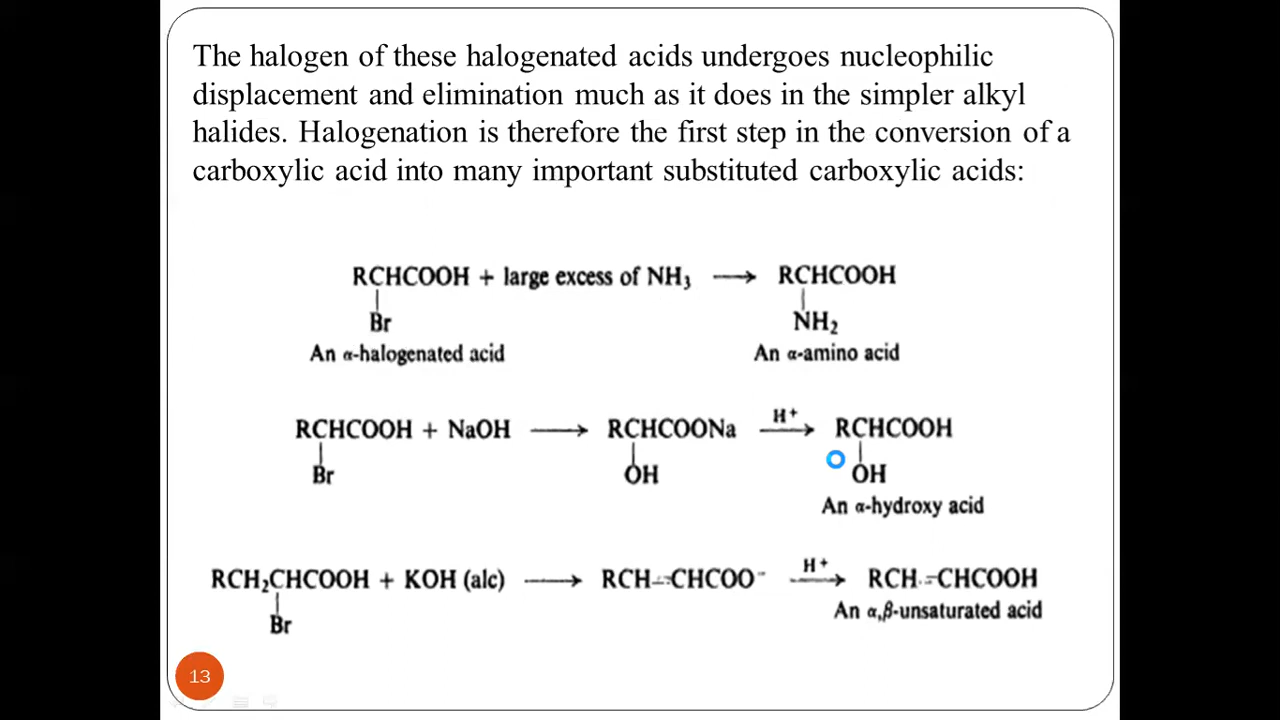 The halogen of these halogenated acids undergoes nucleophilic
displacement and elimination much as it does in the simpler alkyl
halides. Halogenation is therefore the first step in the conversion of a
carboxylic acid into many important substituted carboxylic acids:
RCHCOOH + large excess of NH₃ ⟶ RCHCOOH
Br NH₂
An α-halogenated acid An α-amino acid
H⁺
RCHCOOH + NaOH ⟶ RCHCOONa ⟶ RCHCOOH
Br OH OH
An α-hydroxy acid
H⁺
RCH₂CHCOOH + KOH (alc) ⟶ RCH=CHCOO⁻ ⟶ RCH=CHCOOH
Br An α,β-unsaturated acid
13